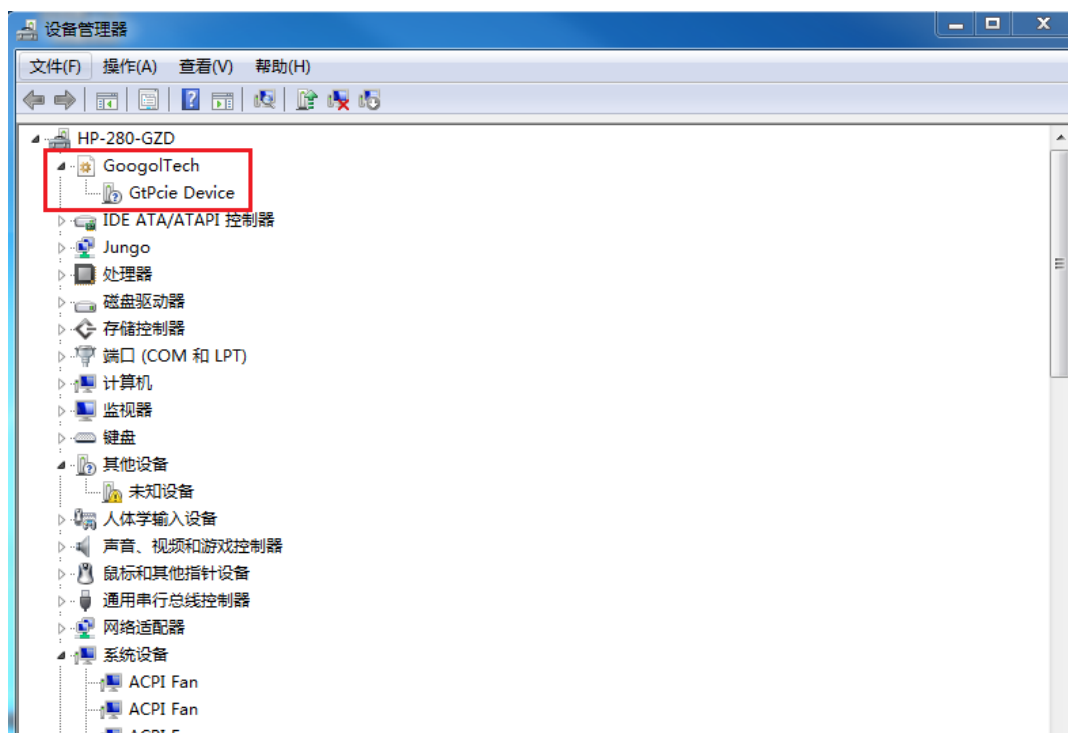 设备管理器
文件(F) 操作(A) 查看(V) 帮助(H)
HP-280-GZD
GoogolTech
GtPcie Device
IDE ATA/ATAPI 控制器
Jungo
处理器
磁盘驱动器
存储控制器
端口 (COM 和 LPT)
计算机
监视器
键盘
其他设备
未知设备
人体学输入设备
声音、视频和游戏控制器
鼠标和其他指针设备
通用串行总线控制器
网络适配器
系统设备
ACPI Fan
ACPI Fan